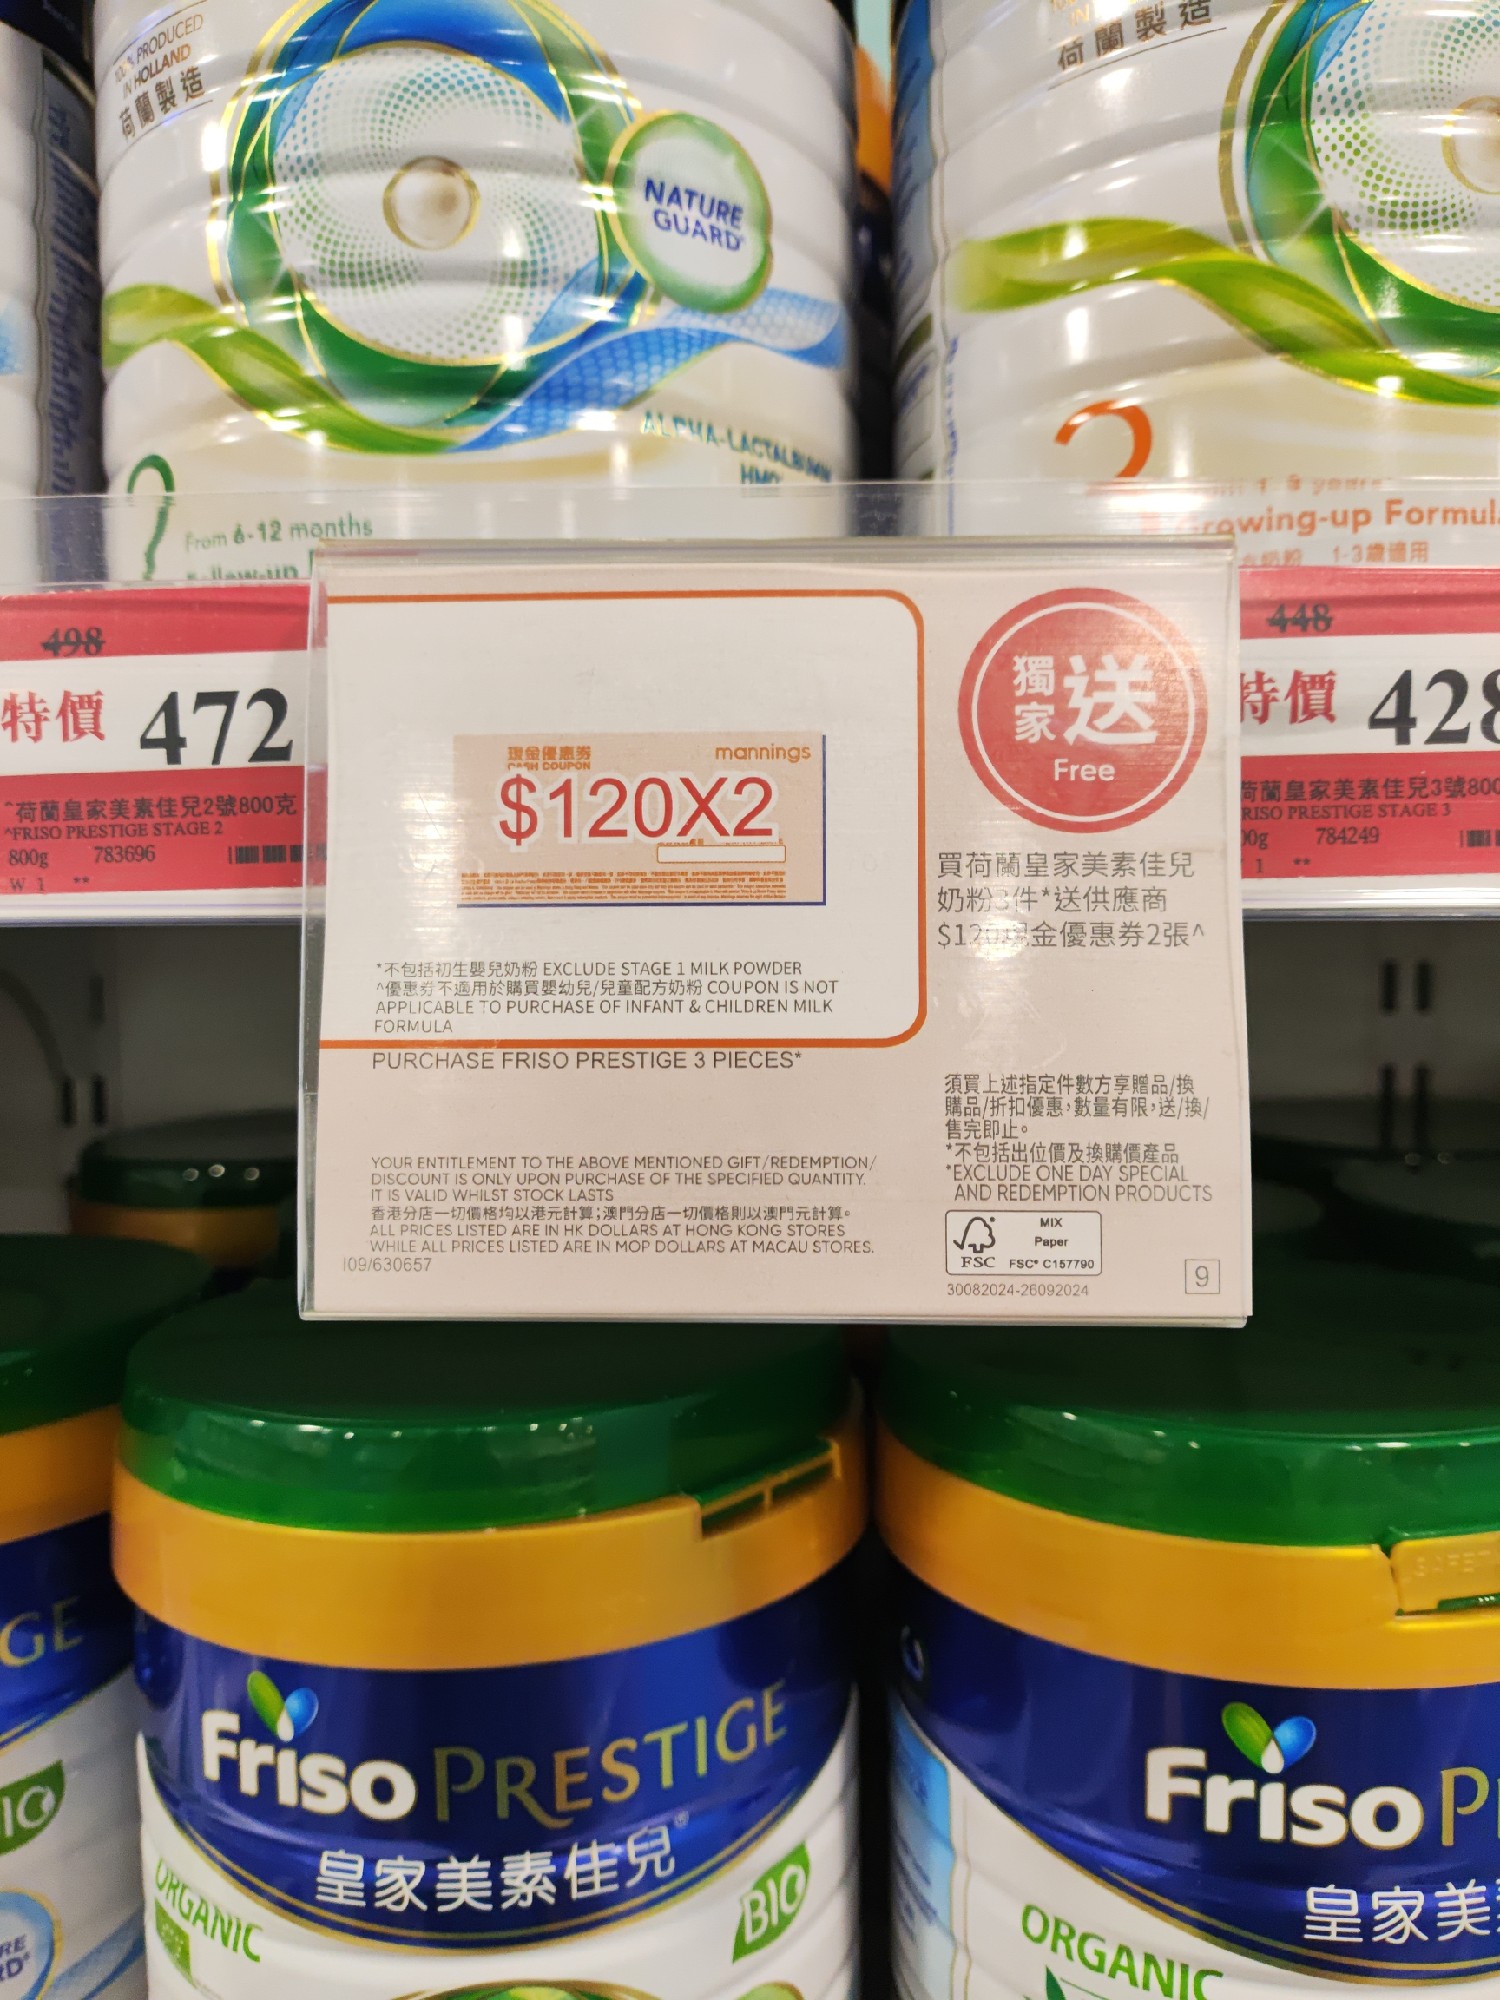 100% PRODUCED
IN HOLLAND
荷蘭製造
荷蘭製造
NATURE
GUARD
ALPHA-LACTALBUMIN
HMO
2
from 6-12 months
3
Growing-up Formula
1-3歲適用
498
特價 472
^荷蘭皇家美素佳兒2號800克
^FRISO PRESTIGE STAGE 2
800g 783696
W 1 **
448
特價 428
荷蘭皇家美素佳兒3號800
RISO PRESTIGE STAGE 3
00g 784249
1 **
現金優惠券
CASH COUPON
mannings
$120X2
獨家送
Free
買荷蘭皇家美素佳兒
奶粉3件*送供應商
$120現金優惠券2張^
*不包括初生嬰兒奶粉 EXCLUDE STAGE 1 MILK POWDER
^優惠券不適用於購買嬰幼兒/兒童配方奶粉 COUPON IS NOT
APPLICABLE TO PURCHASE OF INFANT & CHILDREN MILK
FORMULA
PURCHASE FRISO PRESTIGE 3 PIECES*
須買上述指定件數方享贈品/換
購品/折扣優惠，數量有限，送/換/
售完即止。
*不包括出位價及換購價產品
*EXCLUDE ONE DAY SPECIAL
AND REDEMPTION PRODUCTS
YOUR ENTITLEMENT TO THE ABOVE MENTIONED GIFT/REDEMPTION/
DISCOUNT IS ONLY UPON PURCHASE OF THE SPECIFIED QUANTITY.
IT IS VALID WHILST STOCK LASTS
香港分店一切價格均以港元計算；澳門分店一切價格則以澳門元計算。
ALL PRICES LISTED ARE IN HK DOLLARS AT HONG KONG STORES
WHILE ALL PRICES LISTED ARE IN MOP DOLLARS AT MACAU STORES.
I09/630657
FSC
MIX
Paper
FSC® C157790
30082024-26092024
9
GE
Friso PRESTIGE
皇家美素佳兒®
ORGANIC
BIO
Friso P
皇家美
ORGANIC